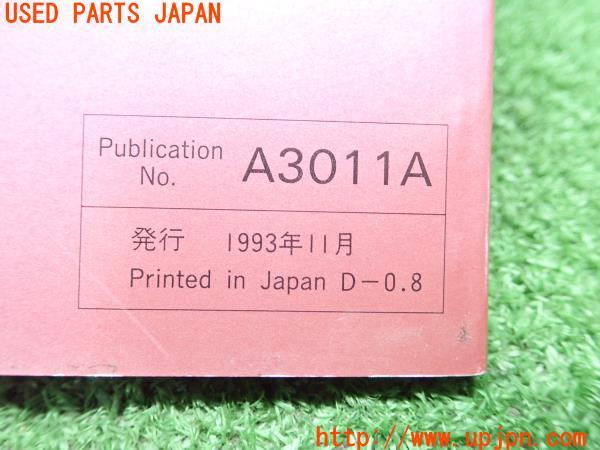 USED PARTS JAPAN
Publication No. A3011A
発行 1993年11月
Printed in Japan D-0.8
http://www.upjpn.com/